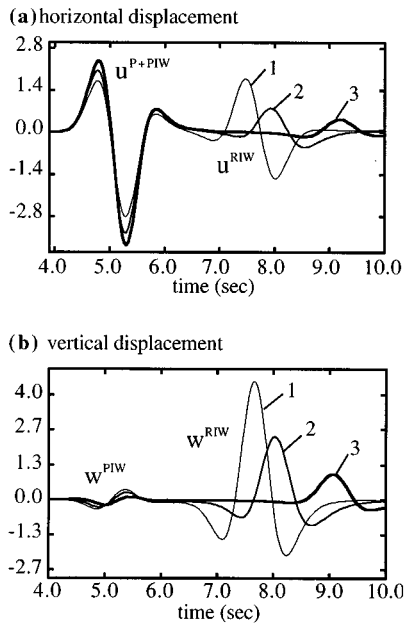 (a) horizontal displacement
2.8
u^P+PIW
1
1.4
2
3
0.0
u^RIW
-1.4
-2.8
4.0 5.0 6.0 7.0 8.0 9.0 10.0
time (sec)
(b) vertical displacement
4.0
1
2.7
w^RIW
2
3
1.3
w^PIW
0.0
-1.3
-2.7
4.0 5.0 6.0 7.0 8.0 9.0 10.0
time (sec)